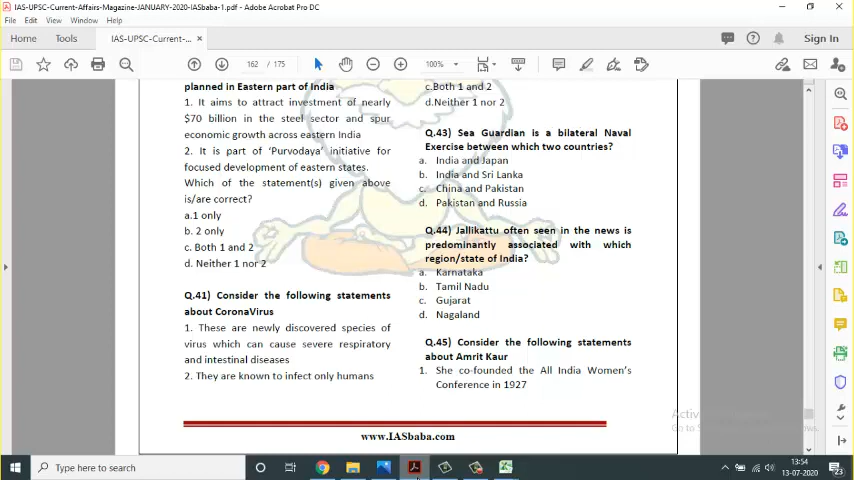 IAS-UPSC-Current-Affairs-Magazine-JANUARY-2020-IASbaba-1.pdf - Adobe Acrobat Pro DC
File Edit View Window Help
Home Tools IAS-UPSC-Current-... × Sign In
162 / 175 100%
planned in Eastern part of India
1. It aims to attract investment of nearly
$70 billion in the steel sector and spur
economic growth across eastern India
2. It is part of ‘Purvodaya’ initiative for
focused development of eastern states.
Which of the statement(s) given above
is/are correct?
a.1 only
b. 2 only
c. Both 1 and 2
d. Neither 1 nor 2
Q.41) Consider the following statements
about CoronaVirus
1. These are newly discovered species of
virus which can cause severe respiratory
and intestinal diseases
2. They are known to infect only humans
c.Both 1 and 2
d.Neither 1 nor 2
Q.43) Sea Guardian is a bilateral Naval
Exercise between which two countries?
a. India and Japan
b. India and Sri Lanka
c. China and Pakistan
d. Pakistan and Russia
Q.44) Jallikattu often seen in the news is
predominantly associated with which
region/state of India?
a. Karnataka
b. Tamil Nadu
c. Gujarat
d. Nagaland
Q.45) Consider the following statements
about Amrit Kaur
1. She co-founded the All India Women’s
Conference in 1927
www.IASbaba.com
Type here to search
13:54
13-07-2020
23